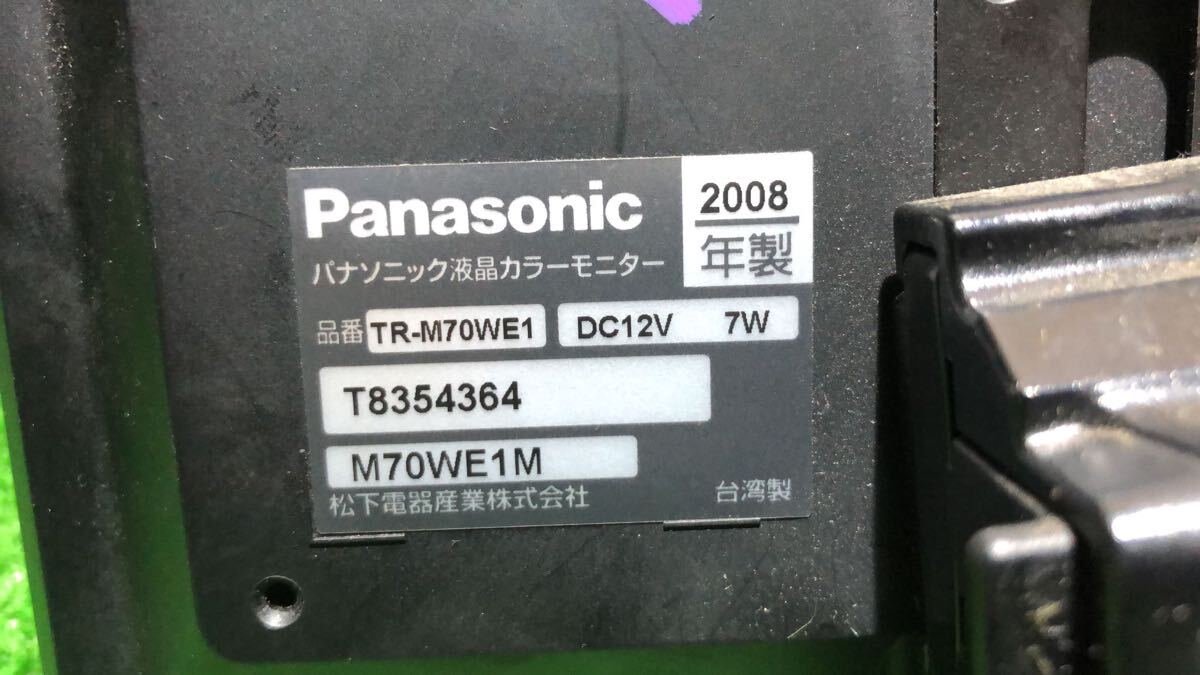 Panasonic
2008
年製
パナソニック液晶カラーモニター
品番 TR-M70WE1 DC12V 7W
T8354364
M70WE1M
松下電器産業株式会社 台湾製